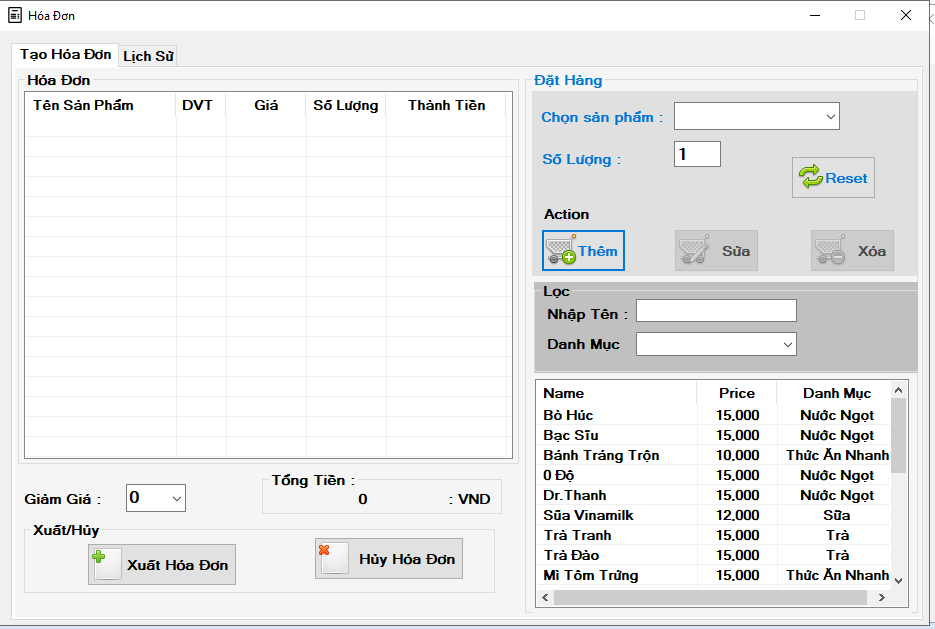 Hóa Đơn
Tạo Hóa Đơn
Lịch Sử
Hóa Đơn
Tên Sản Phẩm DVT Giá Số Lượng Thành Tiền
Giảm Giá : 0
Tổng Tiền :
0 : VND
Xuất/Hủy
Xuất Hóa Đơn
Hủy Hóa Đơn
Đặt Hàng
Chọn sản phẩm :
Số Lượng : 1
Reset
Action
Thêm
Sửa
Xóa
Lọc
Nhập Tên :
Danh Mục
Name Price Danh Mục
Bò Húc 15,000 Nước Ngọt
Bạc Sĩu 15,000 Nước Ngọt
Bánh Tráng Trộn 10,000 Thức Ăn Nhanh
0 Độ 15,000 Nước Ngọt
Dr.Thanh 15,000 Nước Ngọt
Sữa Vinamilk 12,000 Sữa
Trà Tranh 15,000 Trà
Trà Đào 15,000 Trà
Mì Tôm Trứng 15,000 Thức Ăn Nhanh